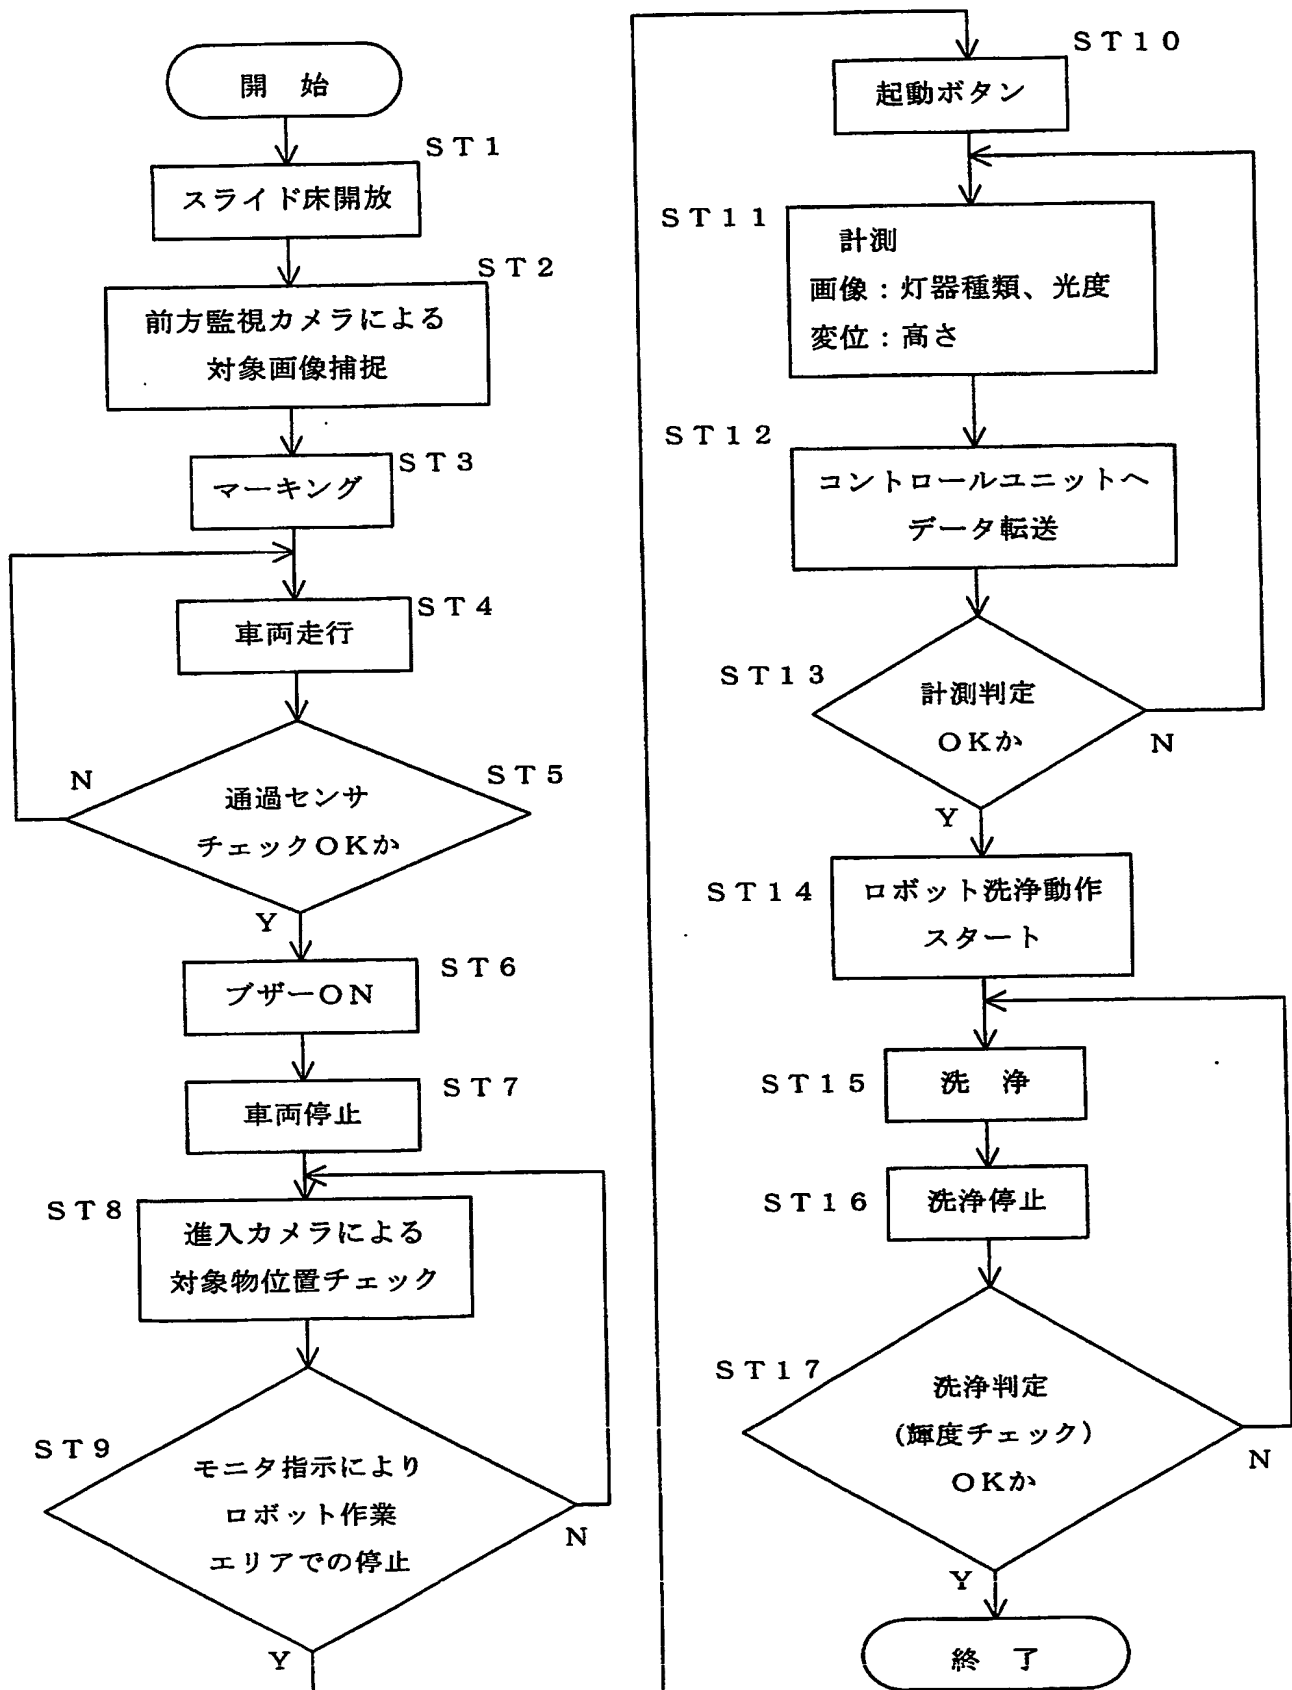 開 始
ST1
スライド床開放
ST2
前方監視カメラによる
対象画像捕捉
ST3
マーキング
ST4
車両走行
ST5
通過センサ
チェックOKか
N
Y
ST6
ブザーON
ST7
車両停止
ST8
進入カメラによる
対象物位置チェック
ST9
モニタ指示により
ロボット作業
エリアでの停止
N
Y
ST10
起動ボタン
ST11
計測
画像：灯器種類、光度
変位：高さ
ST12
コントロールユニットへ
データ転送
ST13
計測判定
OKか
N
Y
ST14
ロボット洗浄動作
スタート
ST15
洗 浄
ST16
洗浄停止
ST17
洗浄判定
(輝度チェック)
OKか
N
Y
終 了